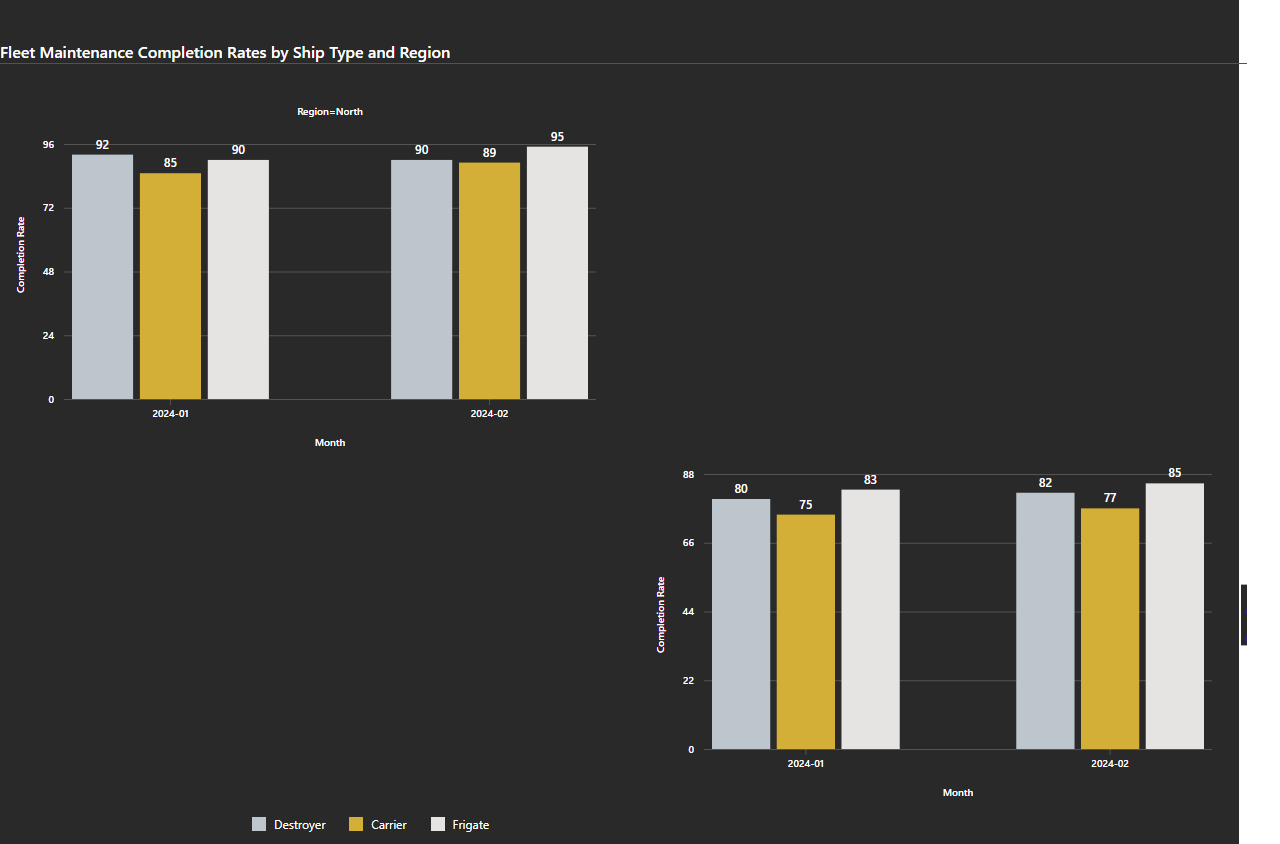 Fleet Maintenance Completion Rates by Ship Type and Region
Region=North
96
72
48
24
0
Completion Rate
92
85
90
90
89
95
2024-01
2024-02
Month
88
66
44
22
0
Completion Rate
80
75
83
82
77
85
2024-01
2024-02
Month
Destroyer
Carrier
Frigate